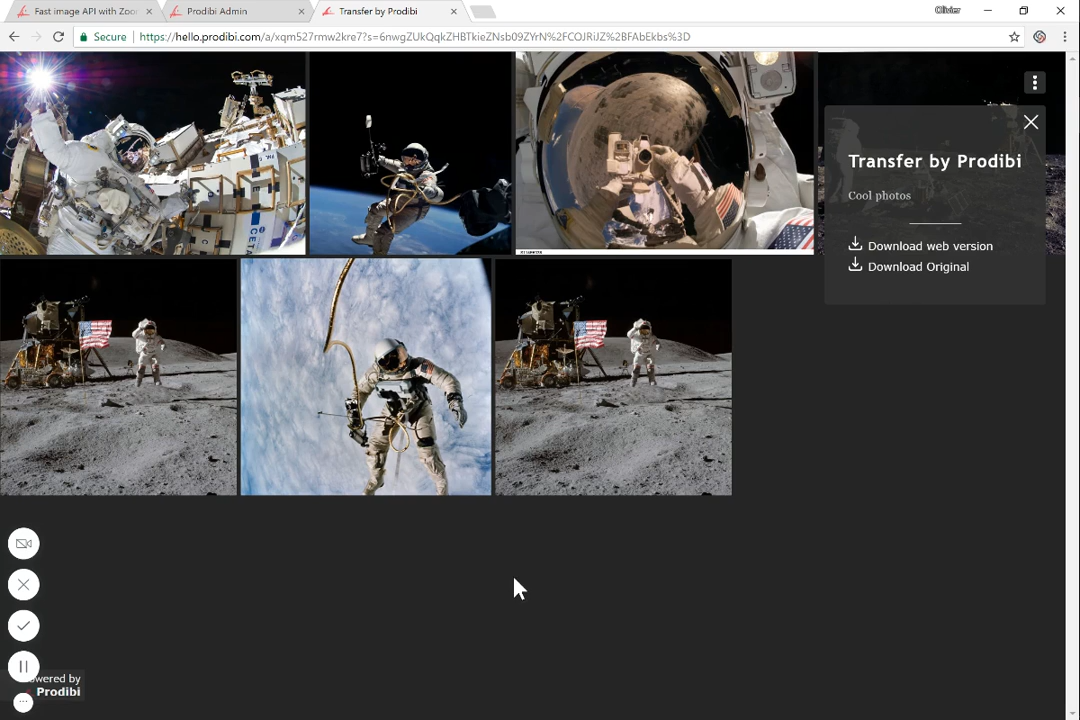 Fast image API with Zoo
Prodibi Admin
Transfer by Prodibi
Olivier
Secure
https://hello.prodibi.com/a/xqm527rmw2kre7?s=6nwgZUkQqkZHBTkieZNsb09ZYrN%2FCOJRiJZ%2BFAbEkbs%3D
Transfer by Prodibi
Cool photos
Download web version
Download Original
CETA
wered by
Prodibi